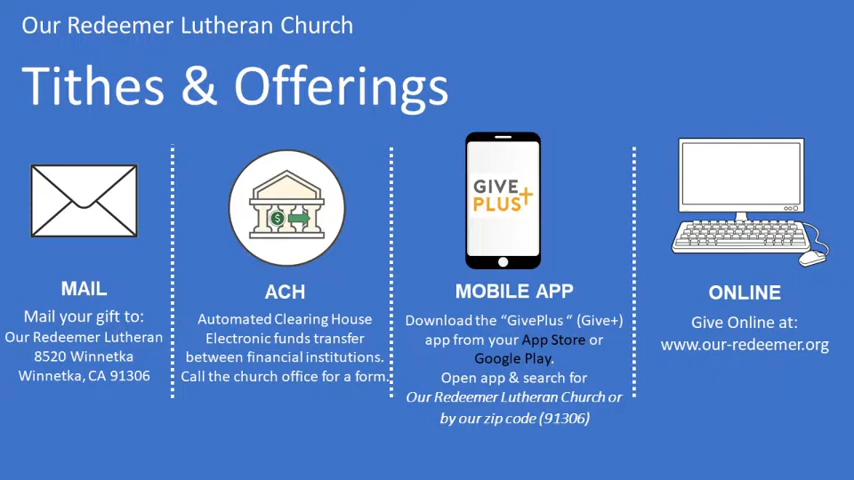 Our Redeemer Lutheran Church
Tithes & Offerings
MAIL
Mail your gift to:
Our Redeemer Lutheran
8520 Winnetka
Winnetka, CA 91306
$
ACH
Automated Clearing House
Electronic funds transfer
between financial institutions.
Call the church office for a form.
GIVE
PLUS+
MOBILE APP
Download the “GivePlus “ (Give+)
app from your App Store or
Google Play.
Open app & search for
Our Redeemer Lutheran Church or
by our zip code (91306)
ONLINE
Give Online at:
www.our-redeemer.org